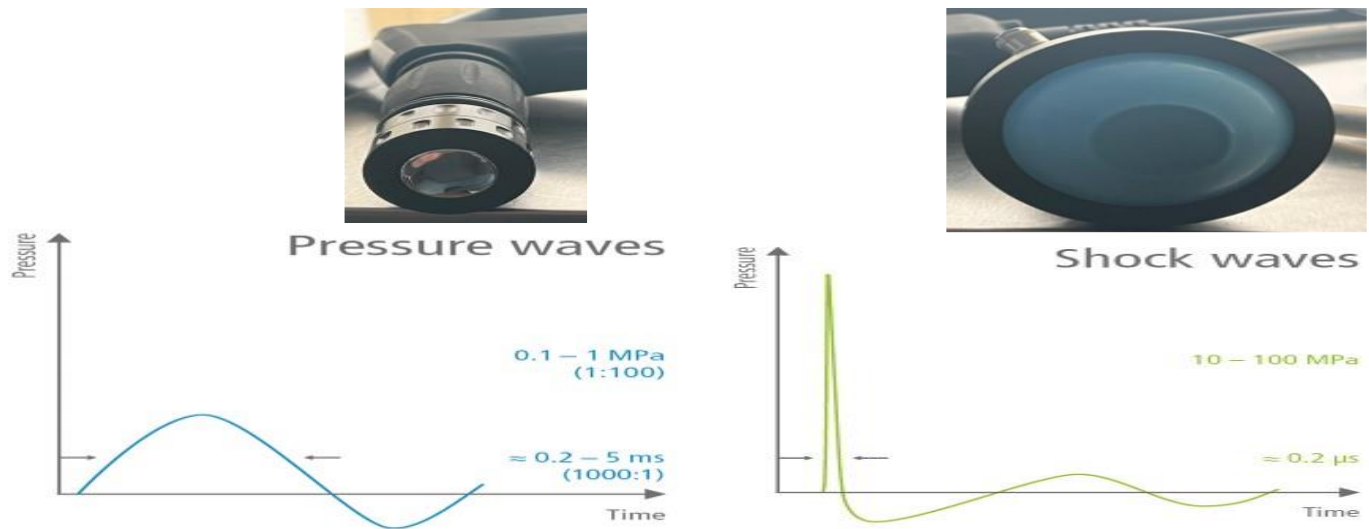 Pressure
Pressure waves
0.1 – 1 MPa
(1:100)
≈ 0.2 – 5 ms
(1000:1)
Time
Pressure
Shock waves
10 – 100 MPa
≈ 0.2 µs
Time